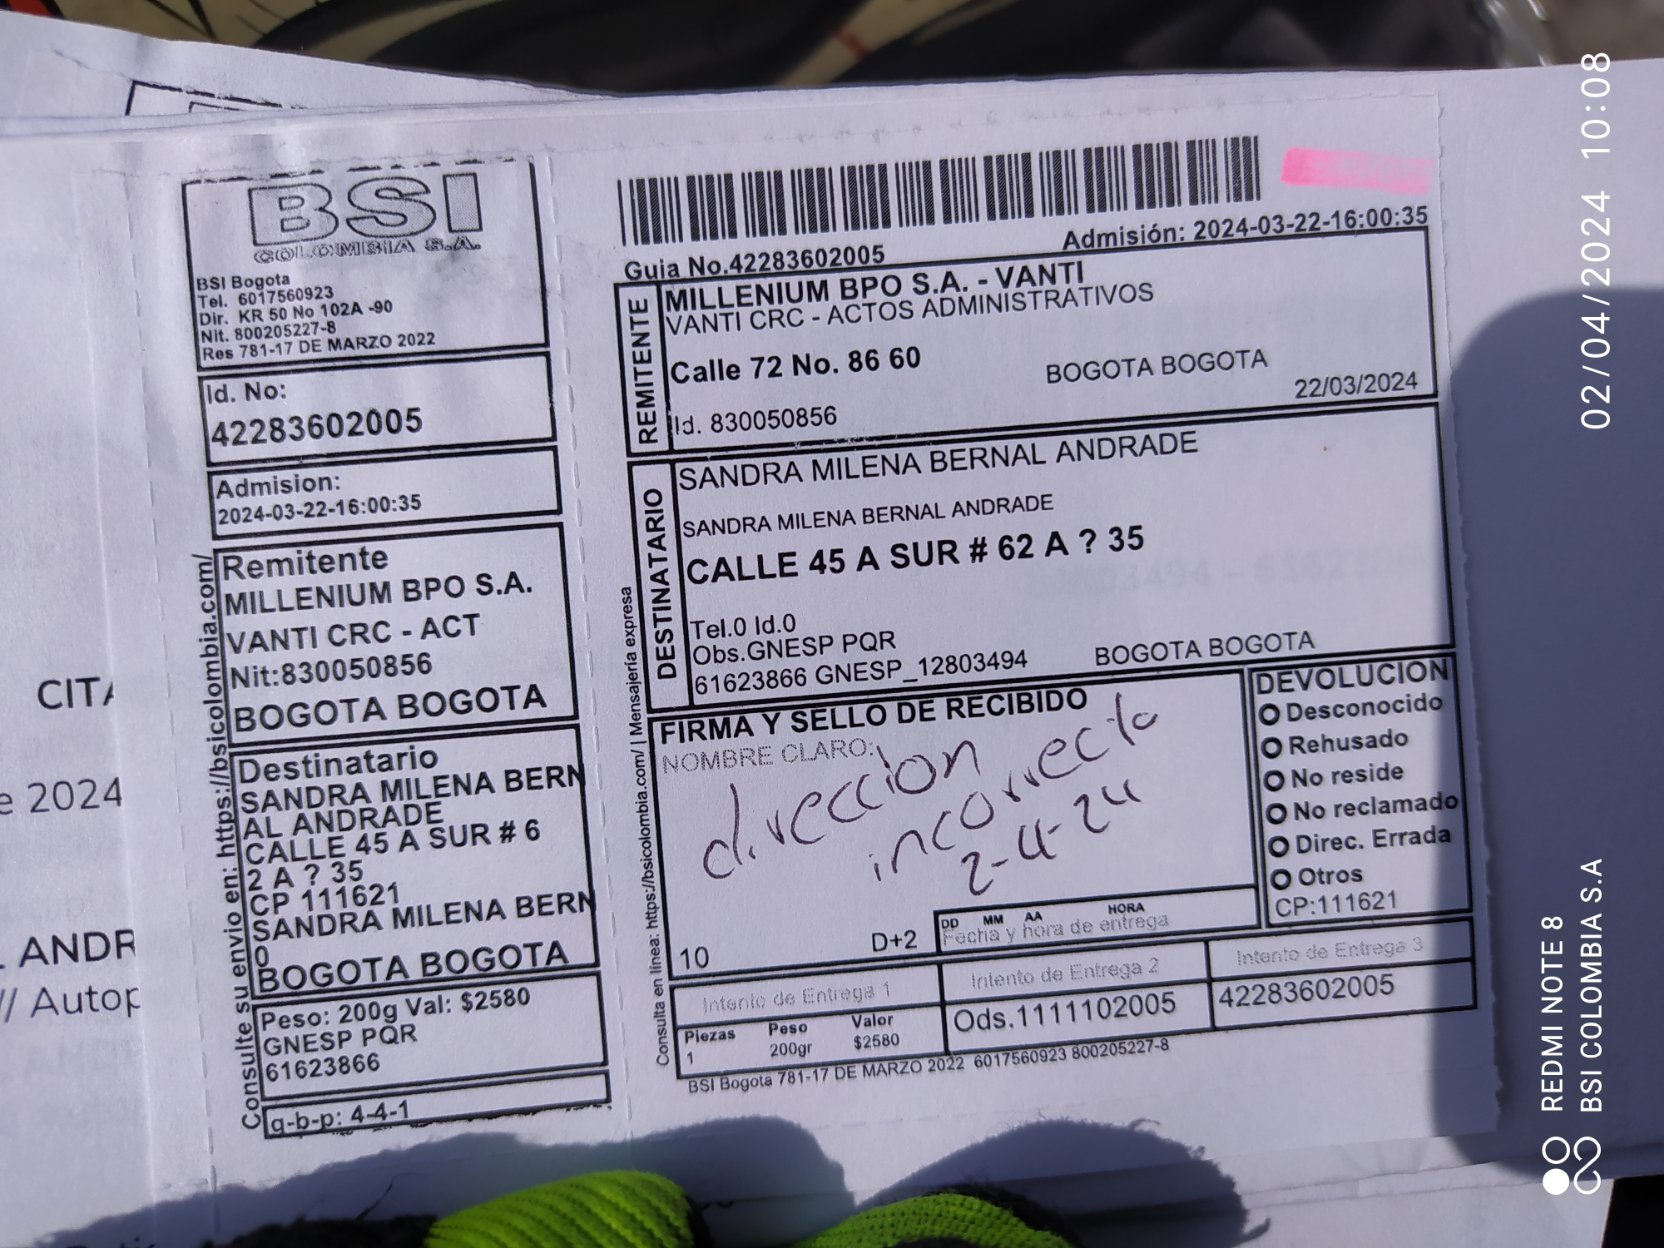 BSI
COLOMBIA S.A.
BSI Bogota
Tel. 6017560923
Dir. KR 50 No 102A -90
Nit. 800205227-8
Res 781-17 DE MARZO 2022
Id. No:
42283602005
Admision:
2024-03-22-16:00:35
Remitente
MILLENIUM BPO S.A.
VANTI CRC - ACT
Nit:830050856
BOGOTA BOGOTA
Destinatario
SANDRA MILENA BERN
AL ANDRADE
CALLE 45 A SUR # 6
2 A ? 35
CP 111621
SANDRA MILENA BERN
0
BOGOTA BOGOTA
Peso: 200g Val: $2580
GNESP PQR
61623866
g-b-p: 4-4-1
Consulte su envio en: https://bsicolombia.com/
Guia No.42283602005
Admisión: 2024-03-22-16:00:35
REMITENTE
MILLENIUM BPO S.A. - VANTI
VANTI CRC - ACTOS ADMINISTRATIVOS
Calle 72 No. 86 60
BOGOTA BOGOTA
22/03/2024
Id. 830050856
DESTINATARIO
SANDRA MILENA BERNAL ANDRADE
SANDRA MILENA BERNAL ANDRADE
CALLE 45 A SUR # 62 A ? 35
Tel.0 Id.0
Obs.GNESP PQR
61623866 GNESP_12803494
BOGOTA BOGOTA
FIRMA Y SELLO DE RECIBIDO
NOMBRE CLARO:
direccion
incorrecta
2-4-24
10
D+2
DD MM AA HORA
Fecha y hora de entrega
DEVOLUCION
Desconocido
Rehusado
No reside
No reclamado
Direc. Errada
Otros
CP:111621
Intento de Entrega 1
Intento de Entrega 2
Intento de Entrega 3
Piezas Peso Valor
1 200gr $2580
Ods.1111102005
42283602005
BSI Bogota 781-17 DE MARZO 2022 6017560923 800205227-8
Consulta en línea: https://bsicolombia.com/ | Mensajería expresa
CITA
e 2024
ANDR
// Autop
02/04/2024 10:08
REDMI NOTE 8
BSI COLOMBIA S.A